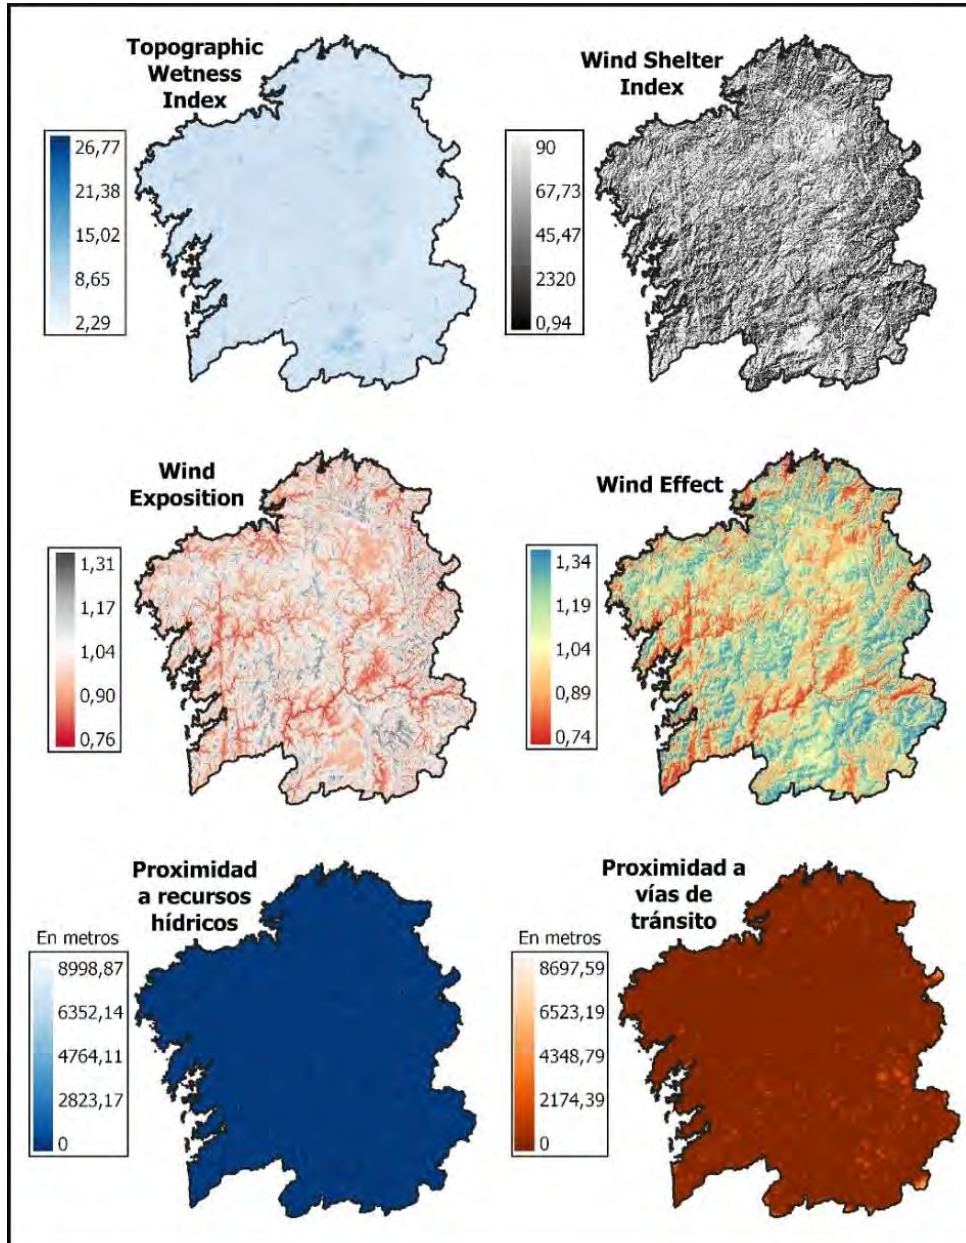 Topographic
Wetness
Index
26,77
21,38
15,02
8,65
2,29
Wind Shelter
Index
90
67,73
45,47
2320
0,94
Wind
Exposition
1,31
1,17
1,04
0,90
0,76
Wind Effect
1,34
1,19
1,04
0,89
0,74
Proximidad
a recursos
hídricos
En metros
8998,87
6352,14
4764,11
2823,17
0
Proximidad a
vías de
tránsito
En metros
8697,59
6523,19
4348,79
2174,39
0